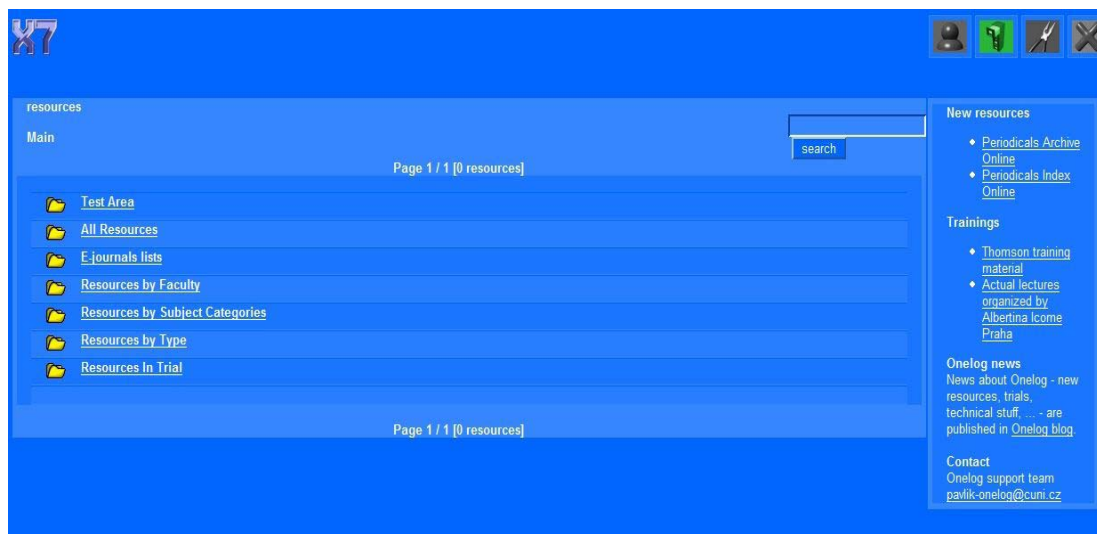 X7
resources
Main
search
Page 1 / 1 [0 resources]
Test Area
All Resources
E-journals lists
Resources by Faculty
Resources by Subject Categories
Resources by Type
Resources In Trial
Page 1 / 1 [0 resources]
New resources
Periodicals Archive
Online
Periodicals Index
Online
Trainings
Thomson training
material
Actual lectures
organized by
Albertina Icome
Praha
Onelog news
News about Onelog - new
resources, trials,
technical stuff, ... - are
published in Onelog blog.
Contact
Onelog support team
pavlik-onelog@cuni.cz